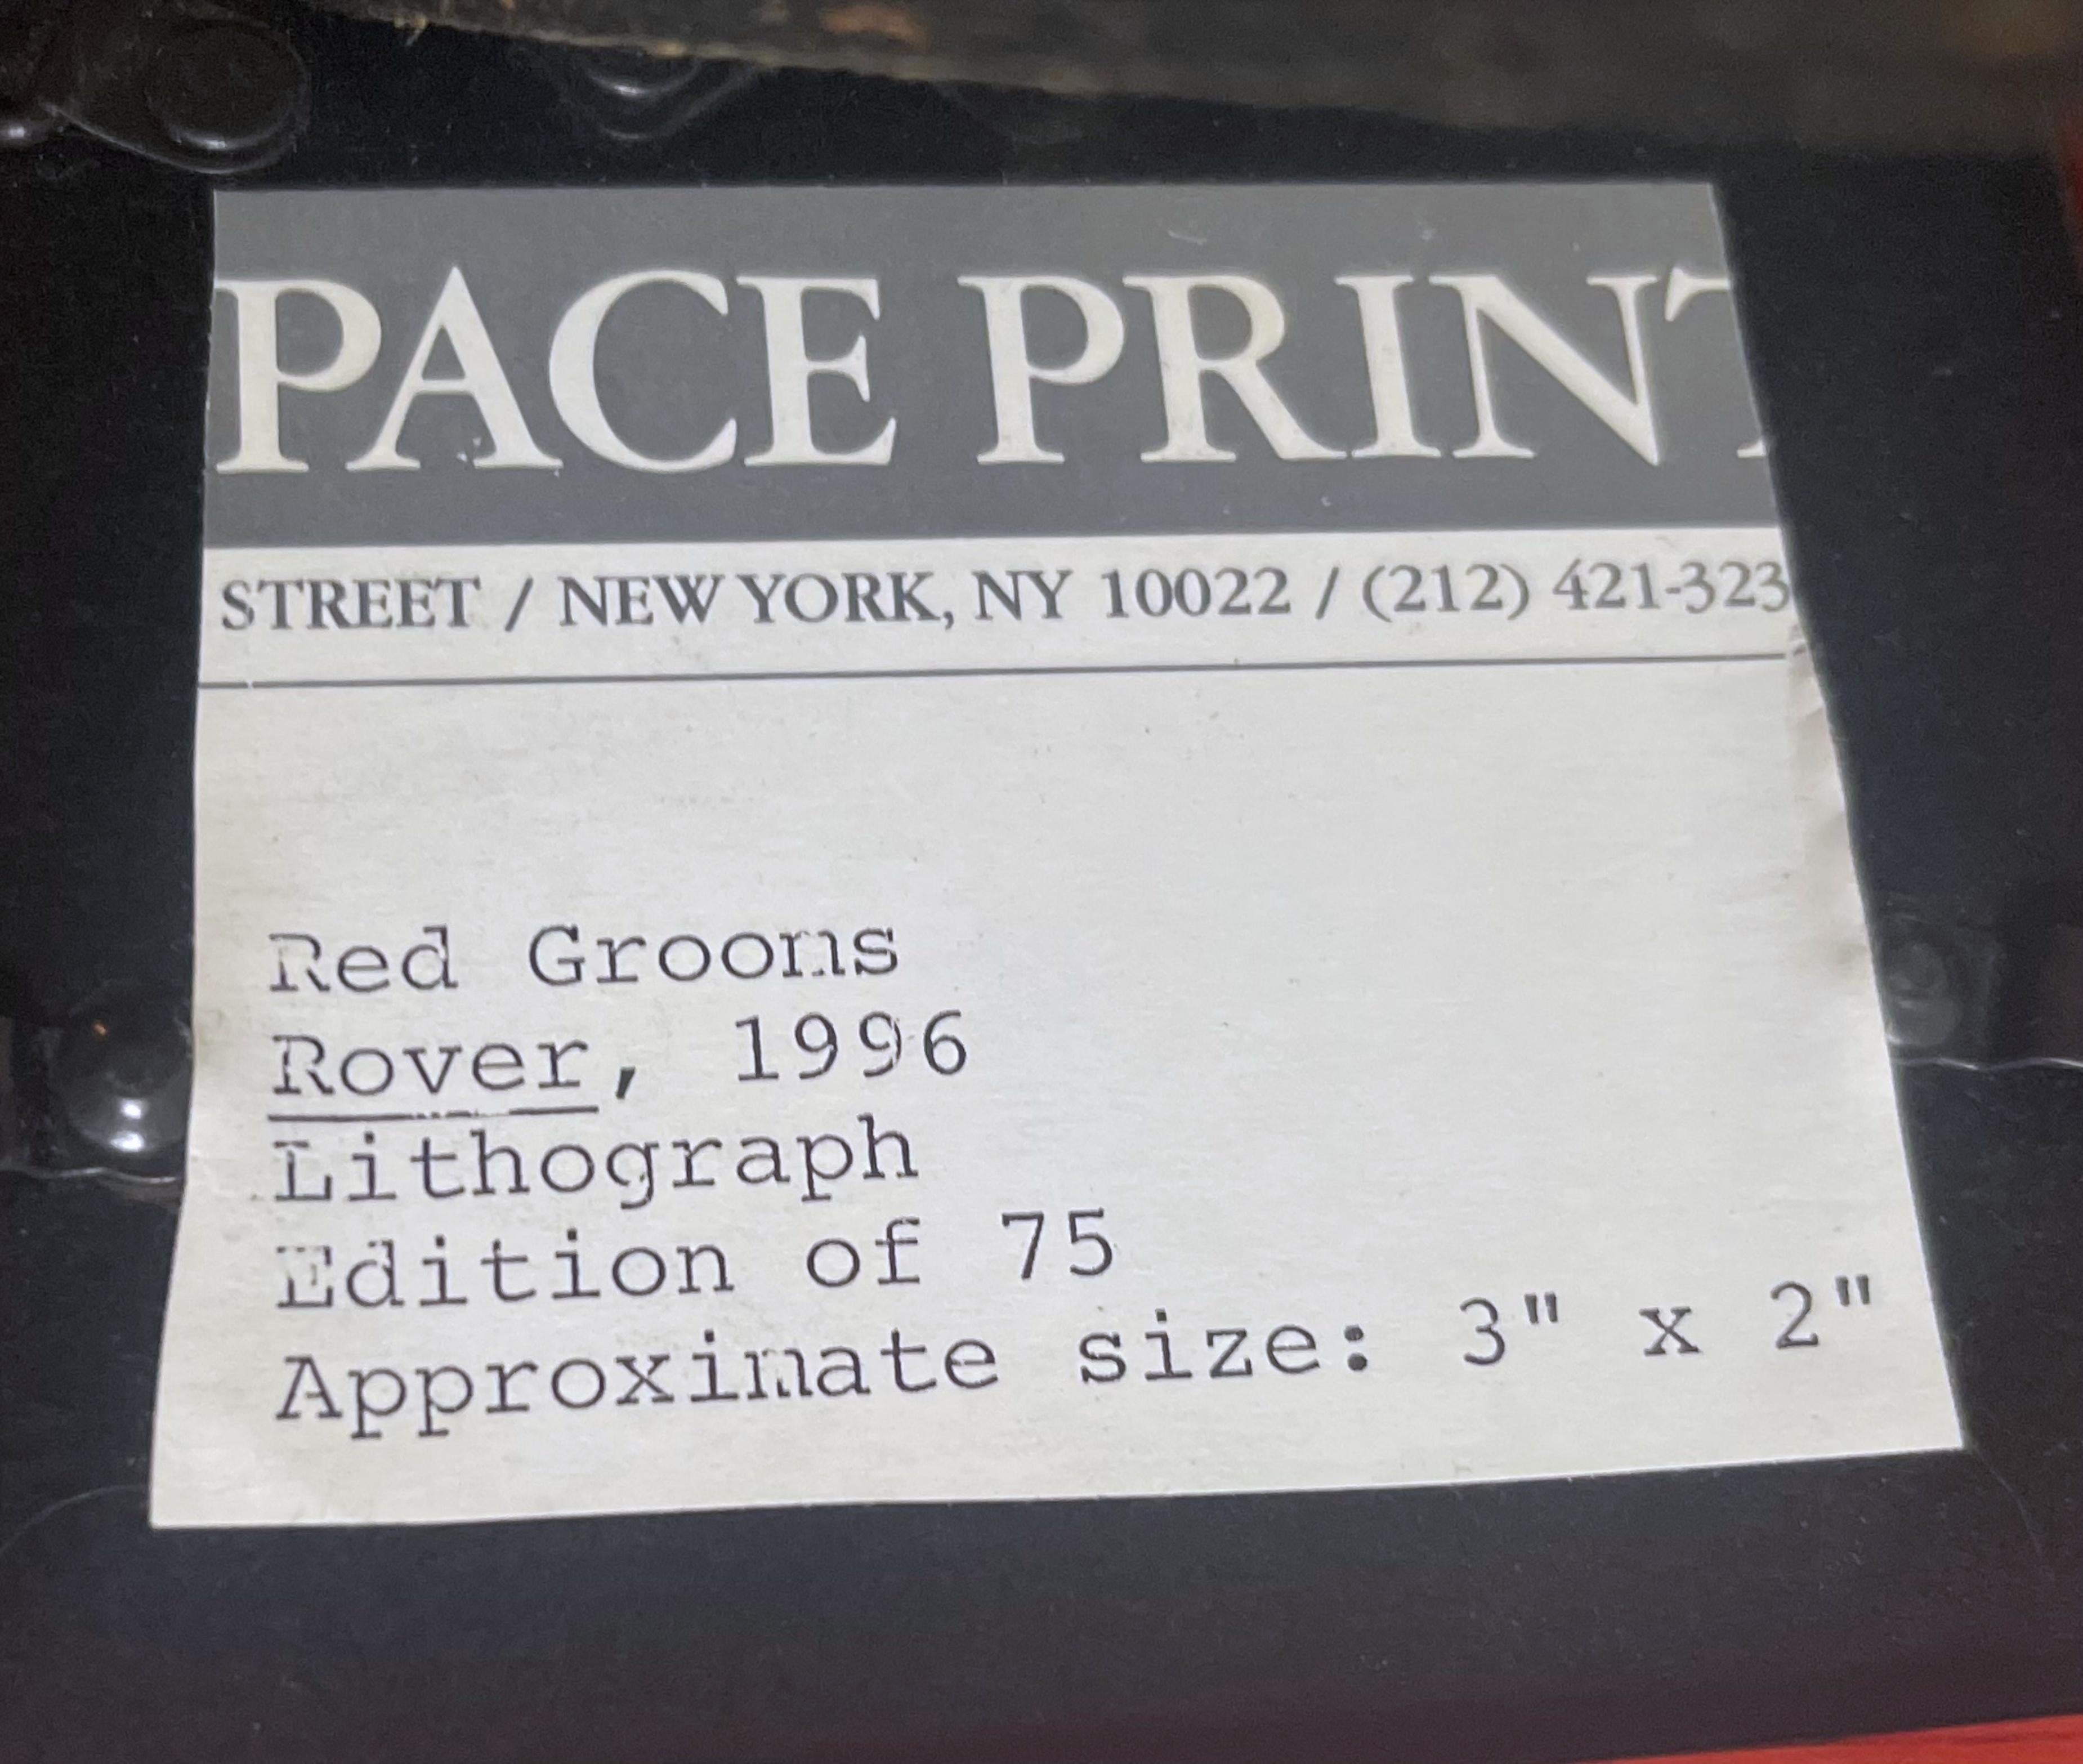 PACE PRINT
STREET / NEW YORK, NY 10022 / (212) 421-323
Red Grooms
Rover, 1996
Lithograph
Edition of 75
Approximate size: 3" x 2"